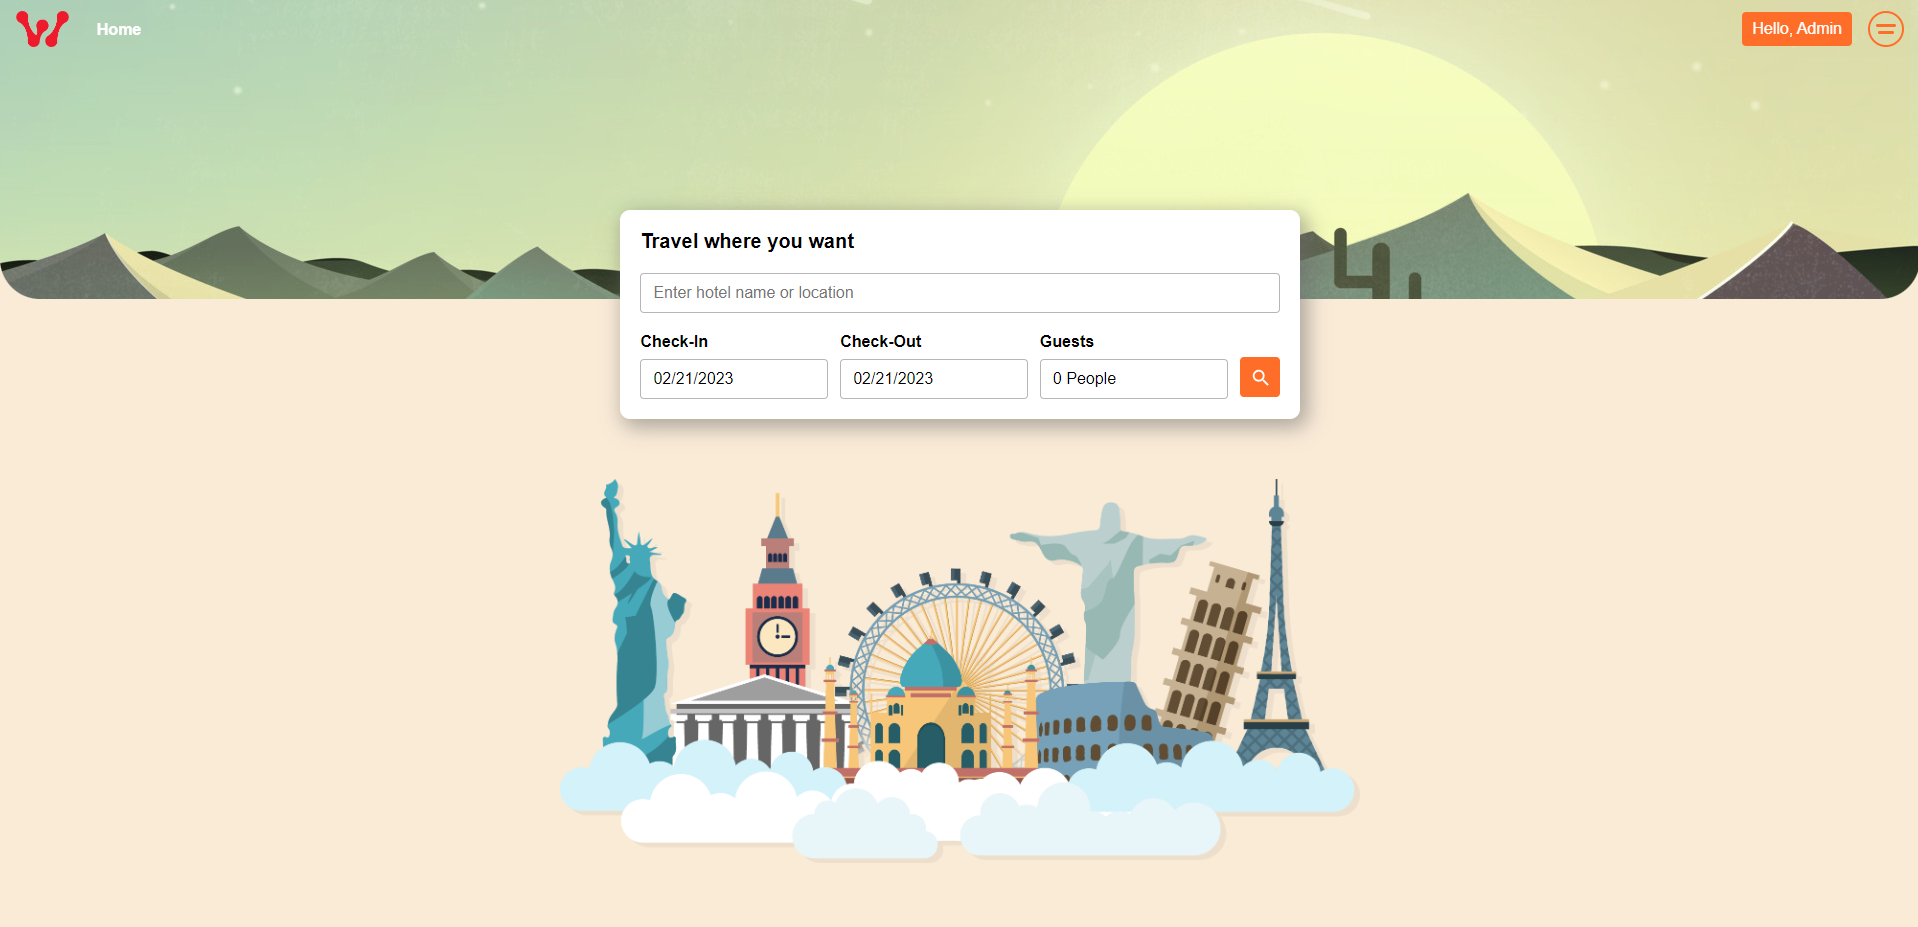 Home
Hello, Admin
Travel where you want
Enter hotel name or location
Check-In Check-Out Guests
02/21/2023 02/21/2023 0 People